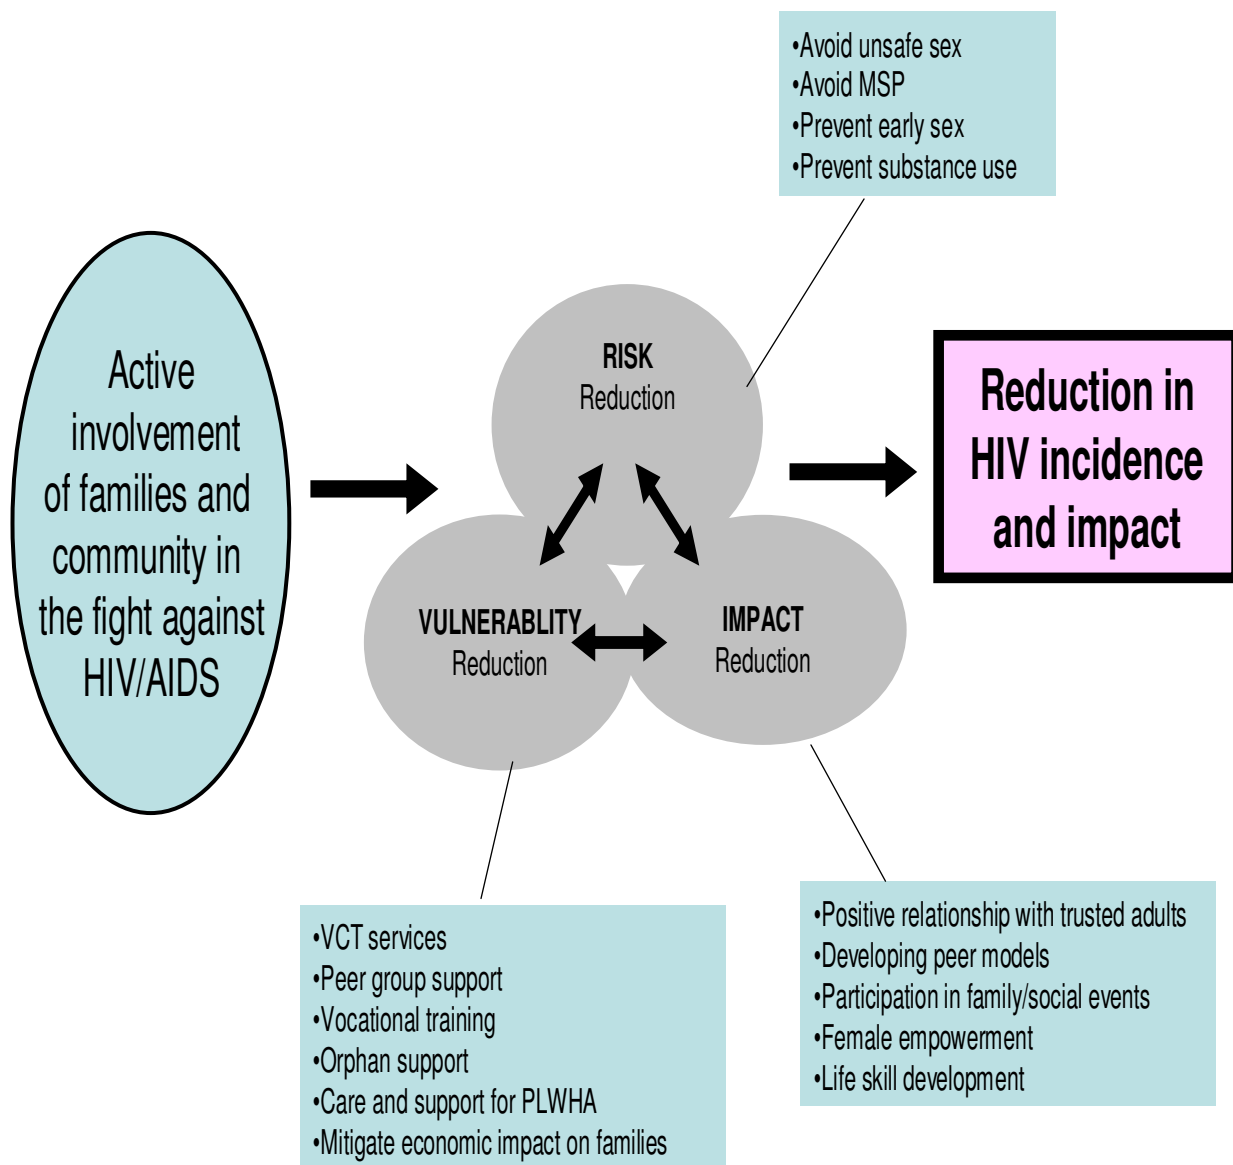 •Avoid unsafe sex
•Avoid MSP
•Prevent early sex
•Prevent substance use
Active
involvement
of families and
community in
the fight against
HIV/AIDS
RISK
Reduction
Reduction in
HIV incidence
and impact
VULNERABLITY
Reduction
IMPACT
Reduction
•VCT services
•Peer group support
•Vocational training
•Orphan support
•Care and support for PLWHA
•Mitigate economic impact on families
•Positive relationship with trusted adults
•Developing peer models
•Participation in family/social events
•Female empowerment
•Life skill development